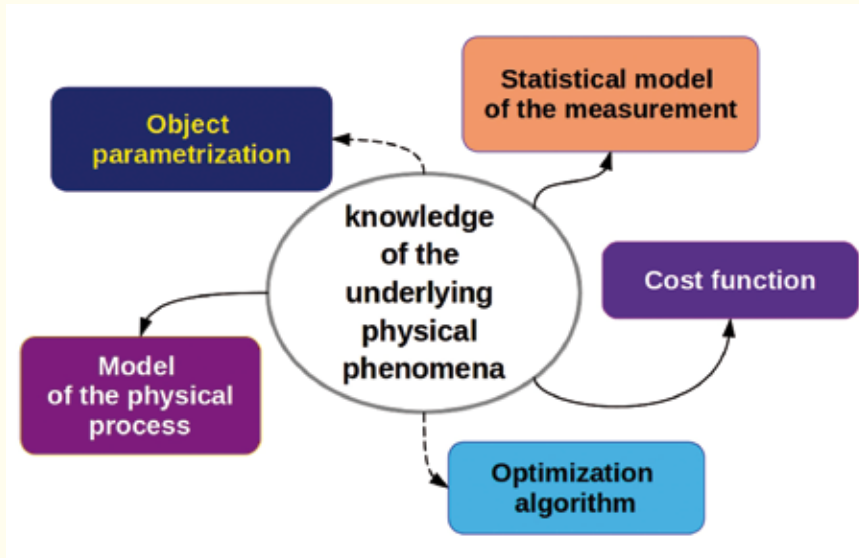 Statistical model
of the measurement
Object
parametrization
knowledge
of the
underlying
physical
phenomena
Cost function
Model
of the physical
process
Optimization
algorithm